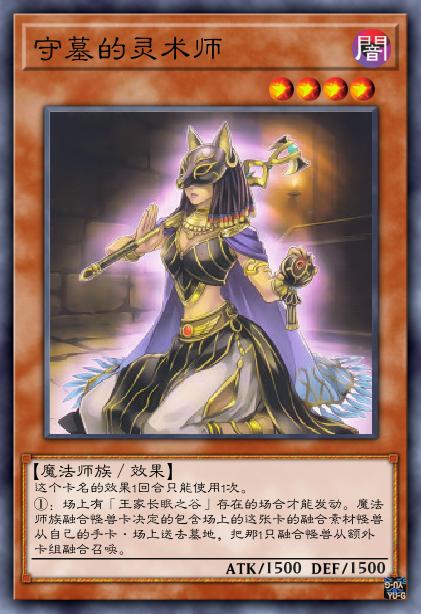 守墓的灵术师
闇
【魔法师族／效果】
这个卡名的效果1回合只能使用1次。
①：场上有「王家长眠之谷」存在的场合才能发动。魔法
师族融合怪兽卡决定的包含场上的这张卡的融合素材怪兽
从自己的手卡·场上送去墓地，把那1只融合怪兽从额外
卡组融合召唤。
ATK/1500 DEF/1500